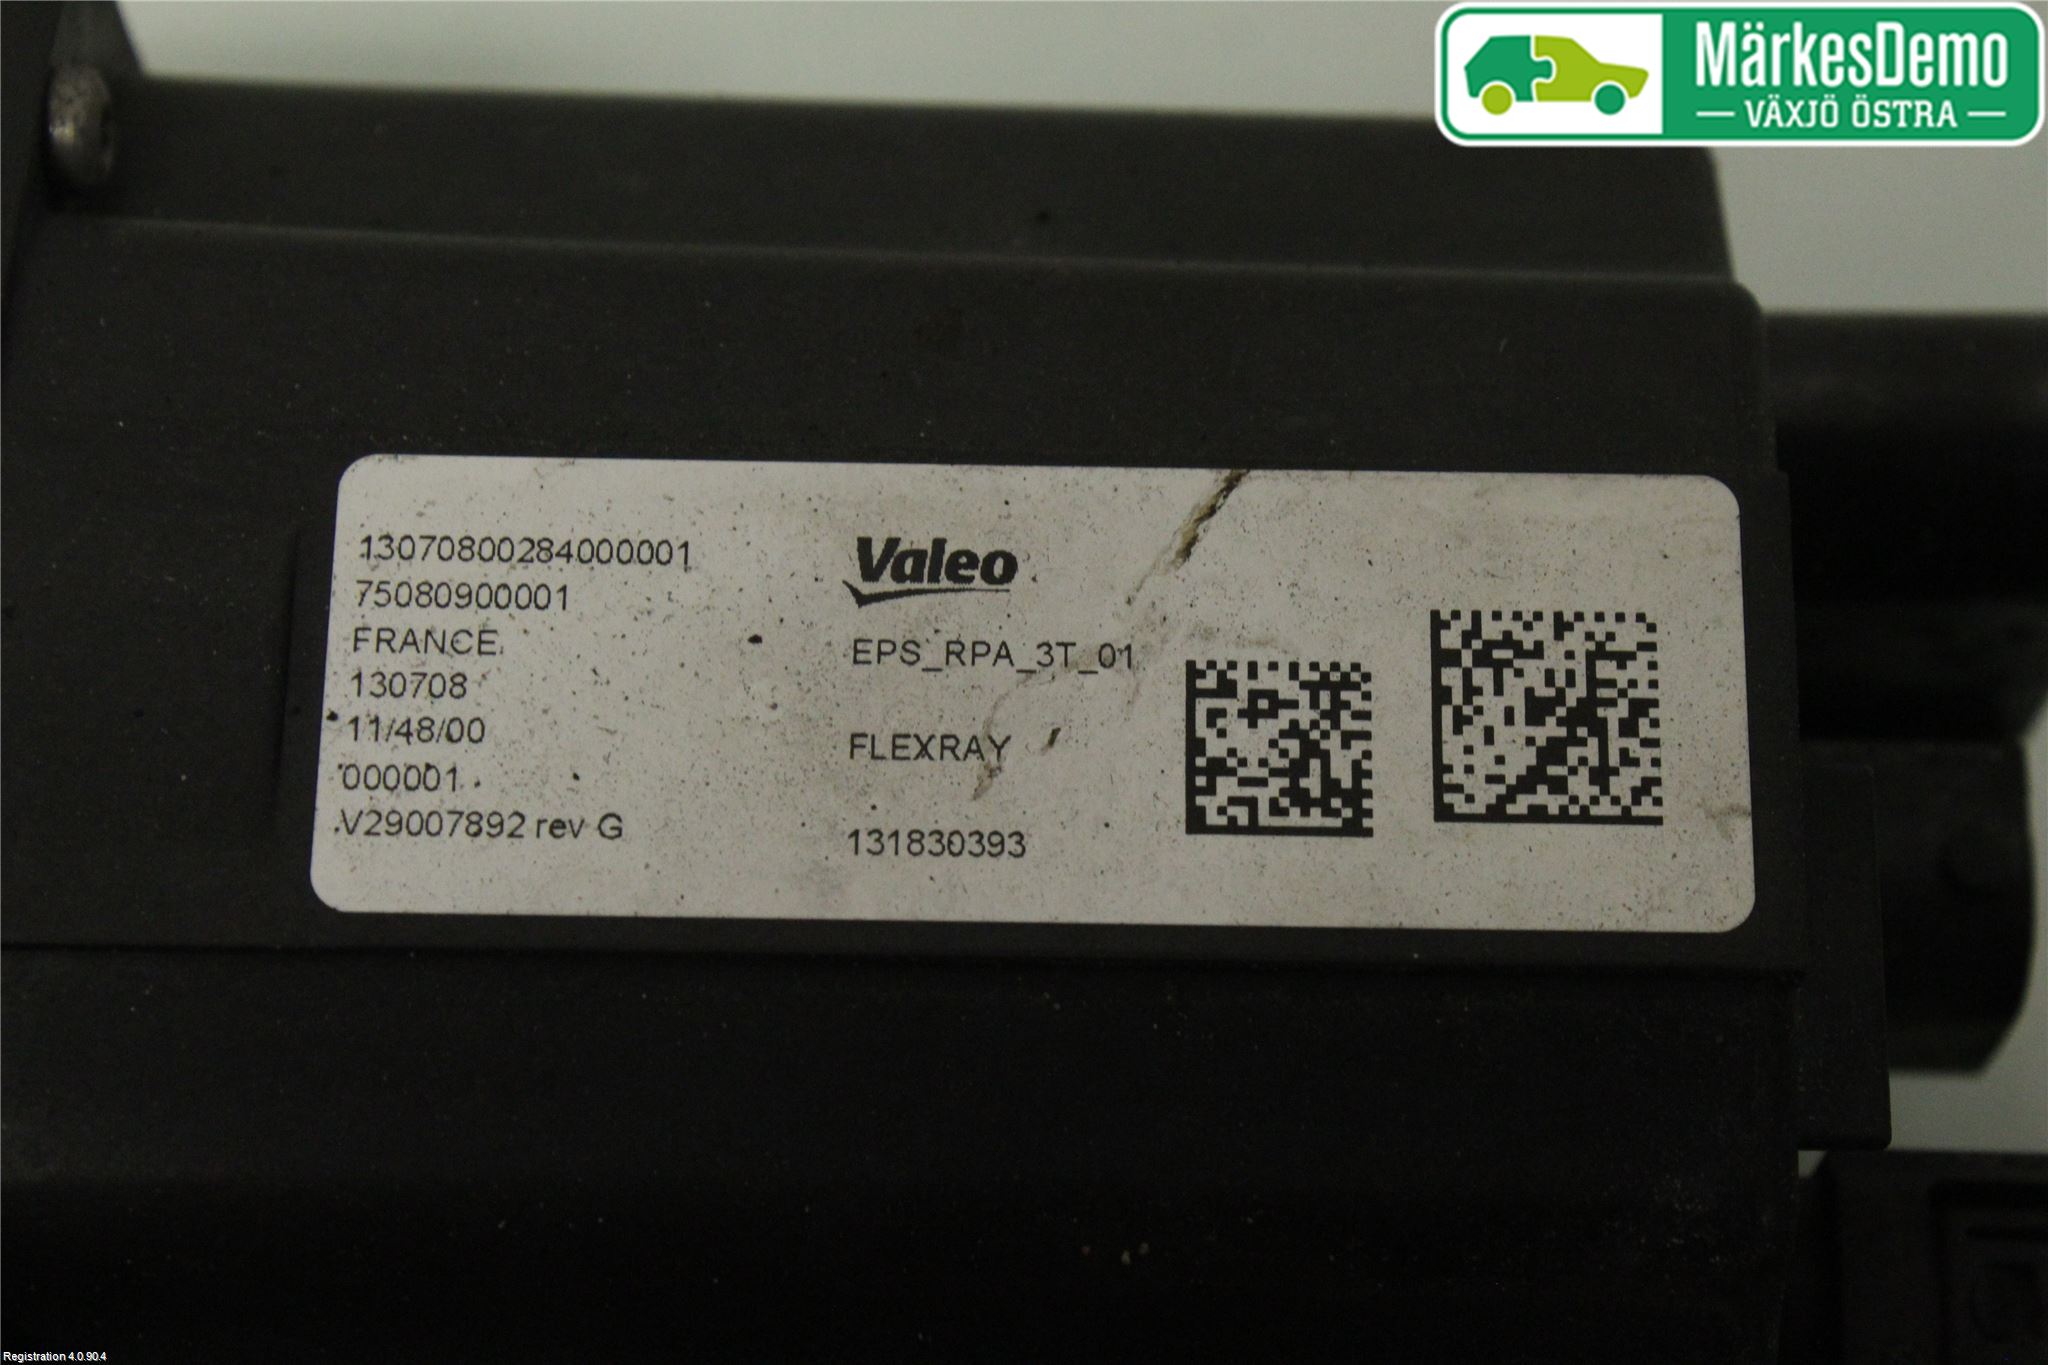 MärkesDemo
VÄXJÖ ÖSTRA
13070800284000001
75080900001
FRANCE
130708
11/48/00
000001
V29007892 rev G
Valeo
EPS_RPA_3T_01
FLEXRAY
131830393
Registration 4.0.90.4